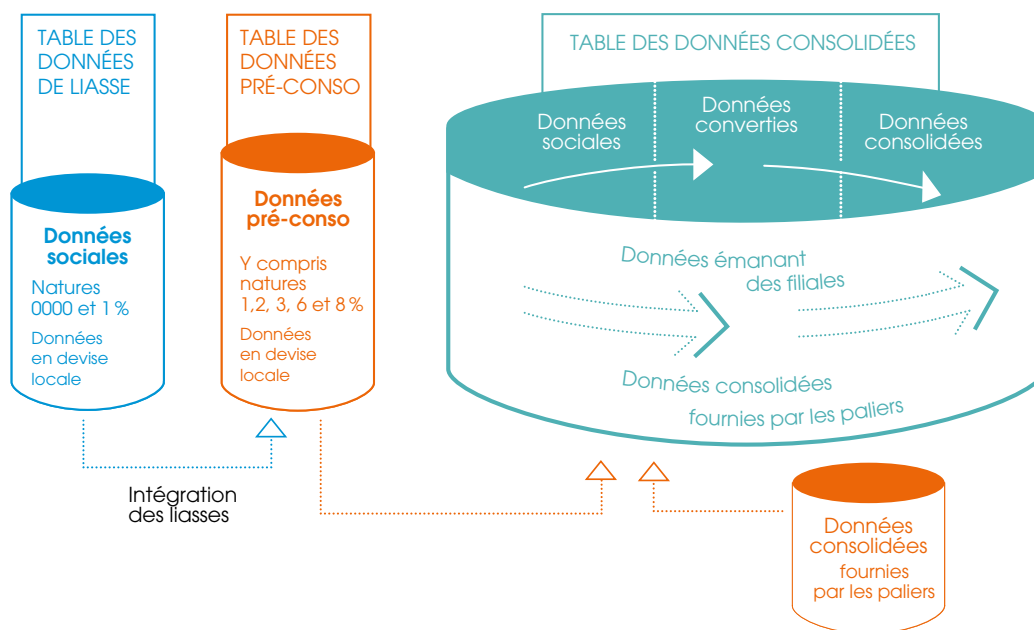 TABLE DES
DONNÉES
DE LIASSE
Données
sociales
Natures
0000 et 1 %
Données
en devise
locale
TABLE DES
DONNÉES
PRÉ-CONSO
Données
pré-conso
Y compris
natures
1,2, 3, 6 et 8 %
Données
en devise
locale
Intégration
des liasses
TABLE DES DONNÉES CONSOLIDÉES
Données
sociales
Données
converties
Données
consolidées
Données émanant
des filiales
Données consolidées
fournies par les paliers
Données
consolidées
fournies
par les paliers